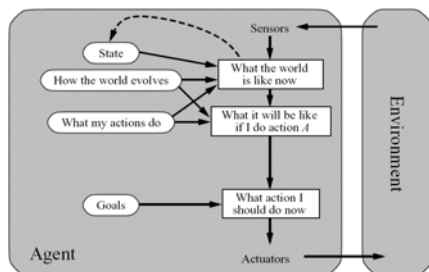 Sensors
State
What the world
is like now
How the world evolves
What it will be like
if I do action A
What my actions do
What action I
should do now
Goals
Agent
Actuators
Environment